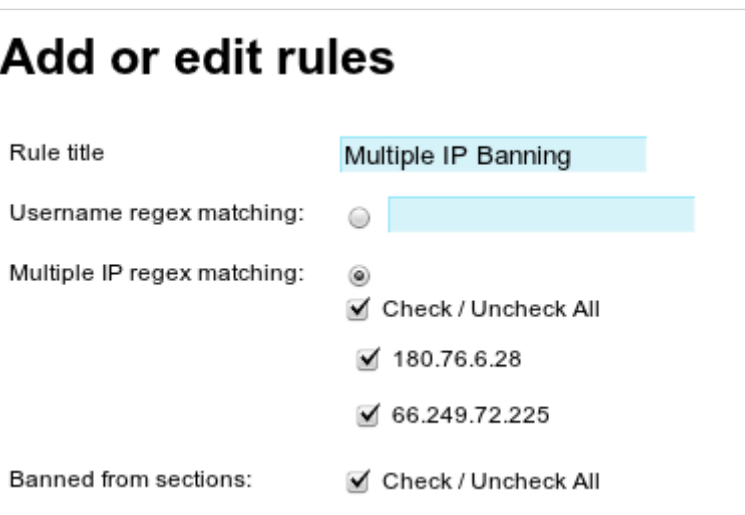 Add or edit rules
Rule title Multiple IP Banning
Username regex matching:
Multiple IP regex matching:
Check / Uncheck All
180.76.6.28
66.249.72.225
Banned from sections: Check / Uncheck All